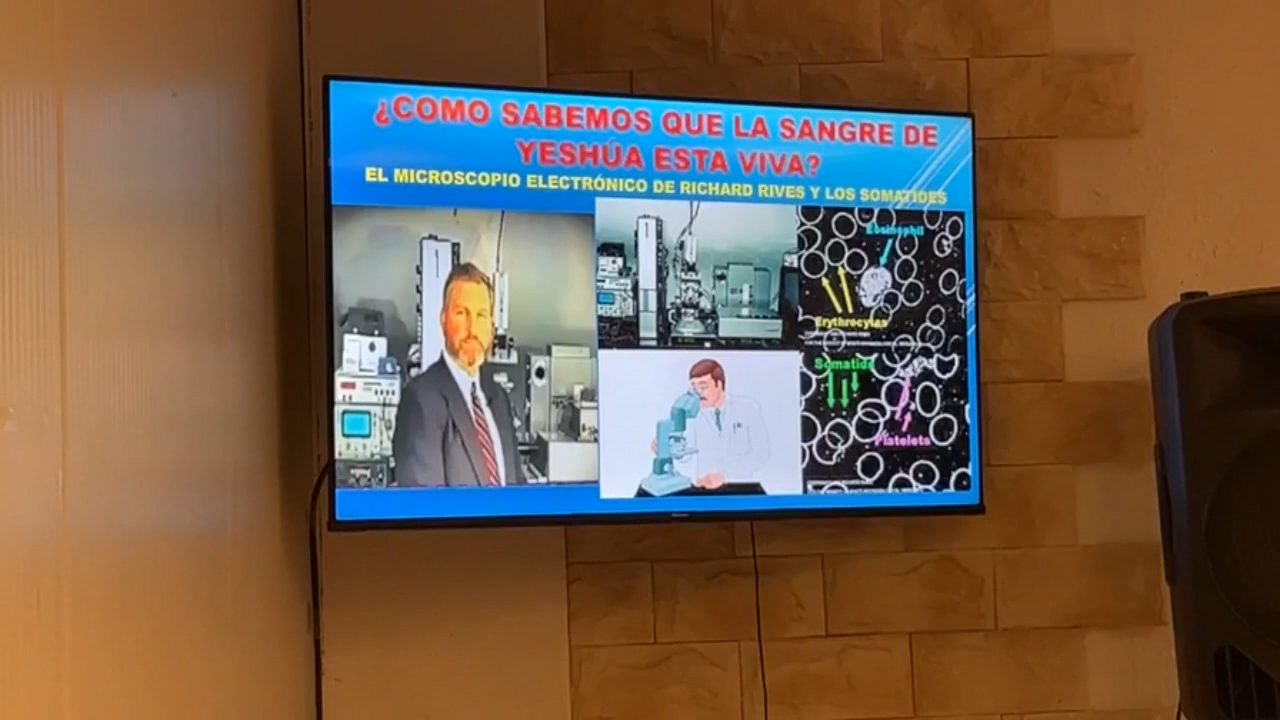 ¿COMO SABEMOS QUE LA SANGRE DE
YESHÚA ESTA VIVA?
EL MICROSCOPIO ELECTRÓNICO DE RICHARD RIVES Y LOS SOMATIDES
Eosinophil
Erythrocytes
Somatids
Platelets